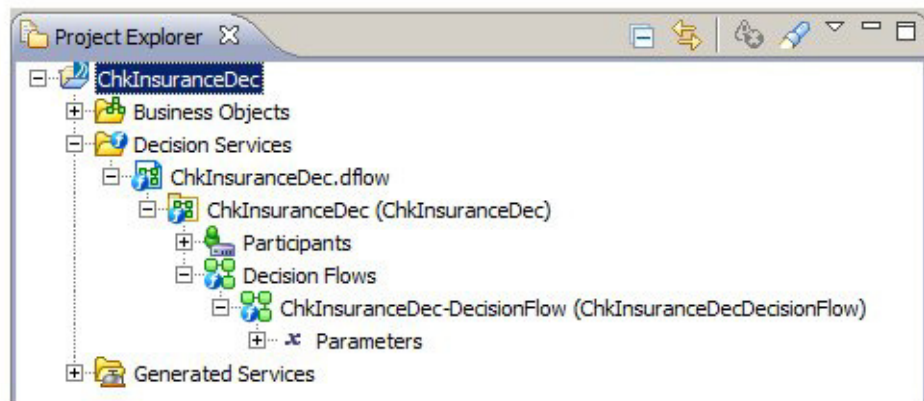 Project Explorer
ChkInsuranceDec
Business Objects
Decision Services
ChkInsuranceDec.dflow
ChkInsuranceDec (ChkInsuranceDec)
Participants
Decision Flows
ChkInsuranceDec-DecisionFlow (ChkInsuranceDecDecisionFlow)
x Parameters
Generated Services